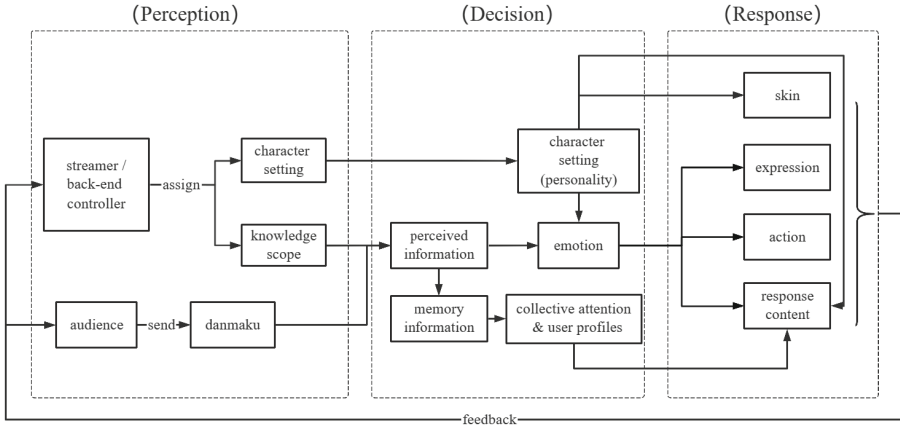 (Perception)
(Decision)
(Response)
streamer /
back-end
controller
assign
character
setting
knowledge
scope
audience
send
danmaku
character
setting
(personality)
perceived
information
emotion
memory
information
collective attention
& user profiles
skin
expression
action
response
content
feedback